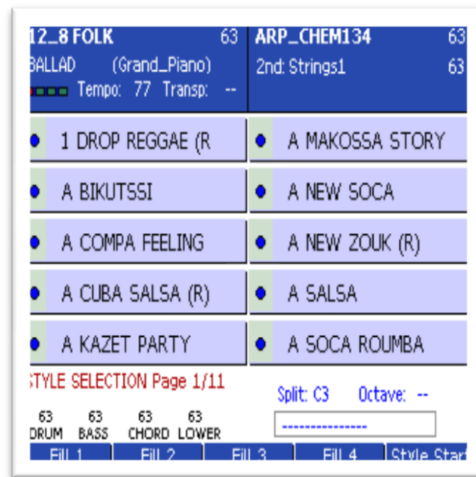 12_8 FOLK 63 ARP_CHEM134 63
BALLAD (Grand_Piano) 2nd: Strings1 63
Tempo: 77 Transp: --
1 DROP REGGAE (R A MAKOSSA STORY
A BIKUTSSI A NEW SOCA
A COMPA FEELING A NEW ZOUK (R)
A CUBA SALSA (R) A SALSA
A KAZET PARTY A SOCA ROUMBA
STYLE SELECTION Page 1/11
Split: C3 Octave: --
63 63 63 63
DRUM BASS CHORD LOWER
---------------
Fill 1 Fill 2 Fill 3 Fill 4 Style Start